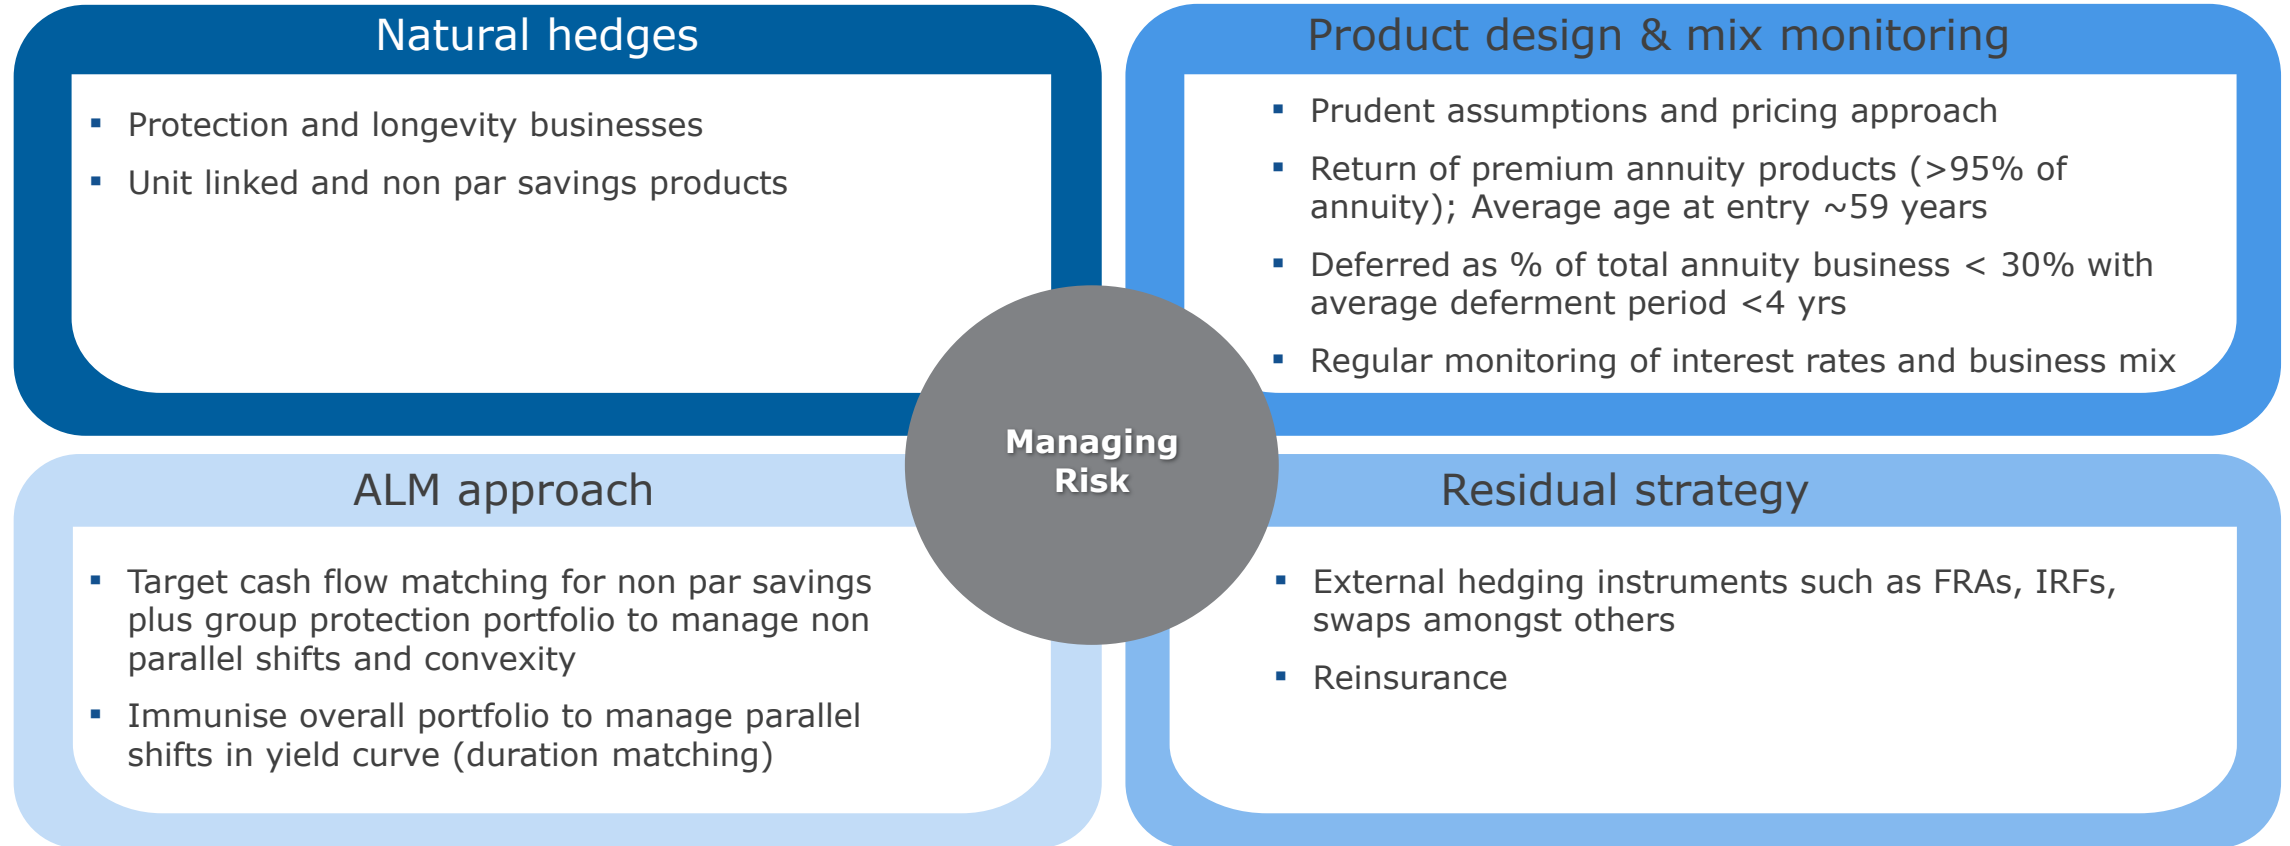 Natural hedges
▪ Protection and longevity businesses
▪ Unit linked and non par savings products
Product design & mix monitoring
▪ Prudent assumptions and pricing approach
▪ Return of premium annuity products (>95% of
annuity); Average age at entry ~59 years
▪ Deferred as % of total annuity business < 30% with
average deferment period <4 yrs
▪ Regular monitoring of interest rates and business mix
Managing
Risk
ALM approach
▪ Target cash flow matching for non par savings
plus group protection portfolio to manage non
parallel shifts and convexity
▪ Immunise overall portfolio to manage parallel
shifts in yield curve (duration matching)
Residual strategy
▪ External hedging instruments such as FRAs, IRFs,
swaps amongst others
▪ Reinsurance